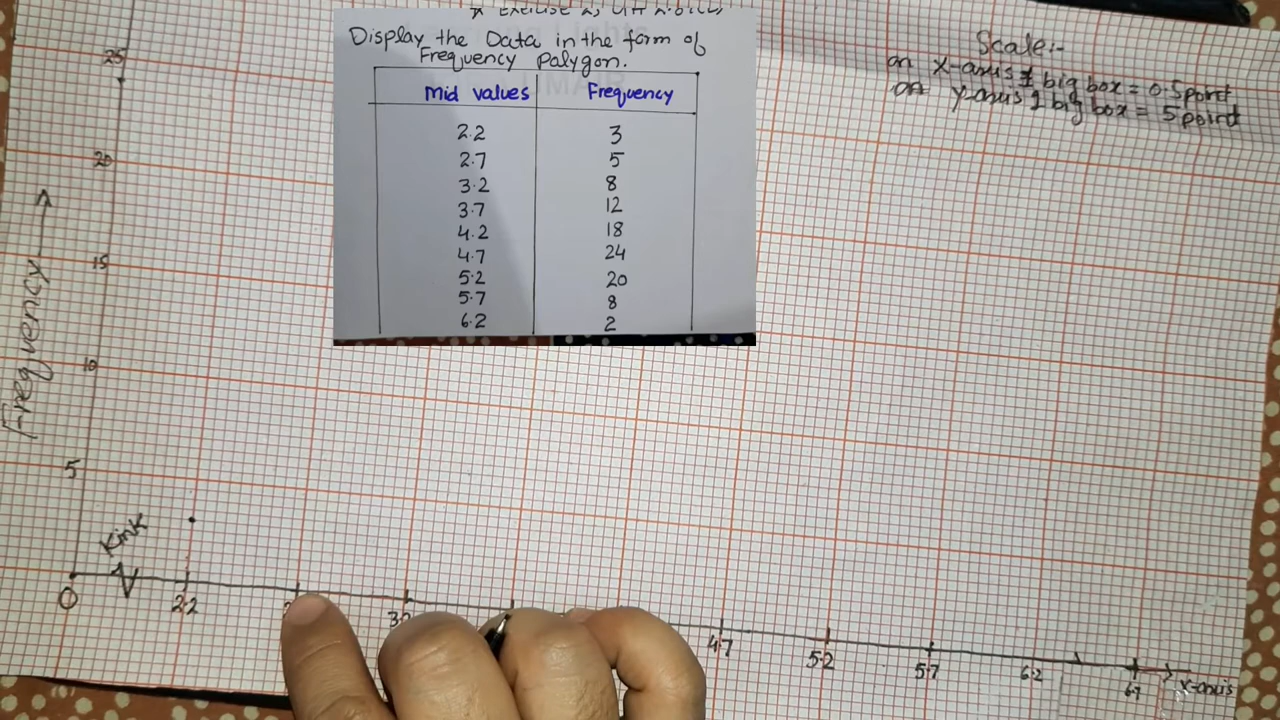 Display the Data in the form of
Frequency Polygon.
Mid values Frequency
2.2 3
2.7 5
3.2 8
3.7 12
4.2 18
4.7 24
5.2 20
5.7 8
6.2 2
Scale:-
on x-axis 1 big box = 0.5 point
on y-axis 1 big box = 5 point
25
20
15
10
5
Frequency
Kink
0 2.2 4.7 5.2 5.7 6.2 6.7 x-axis